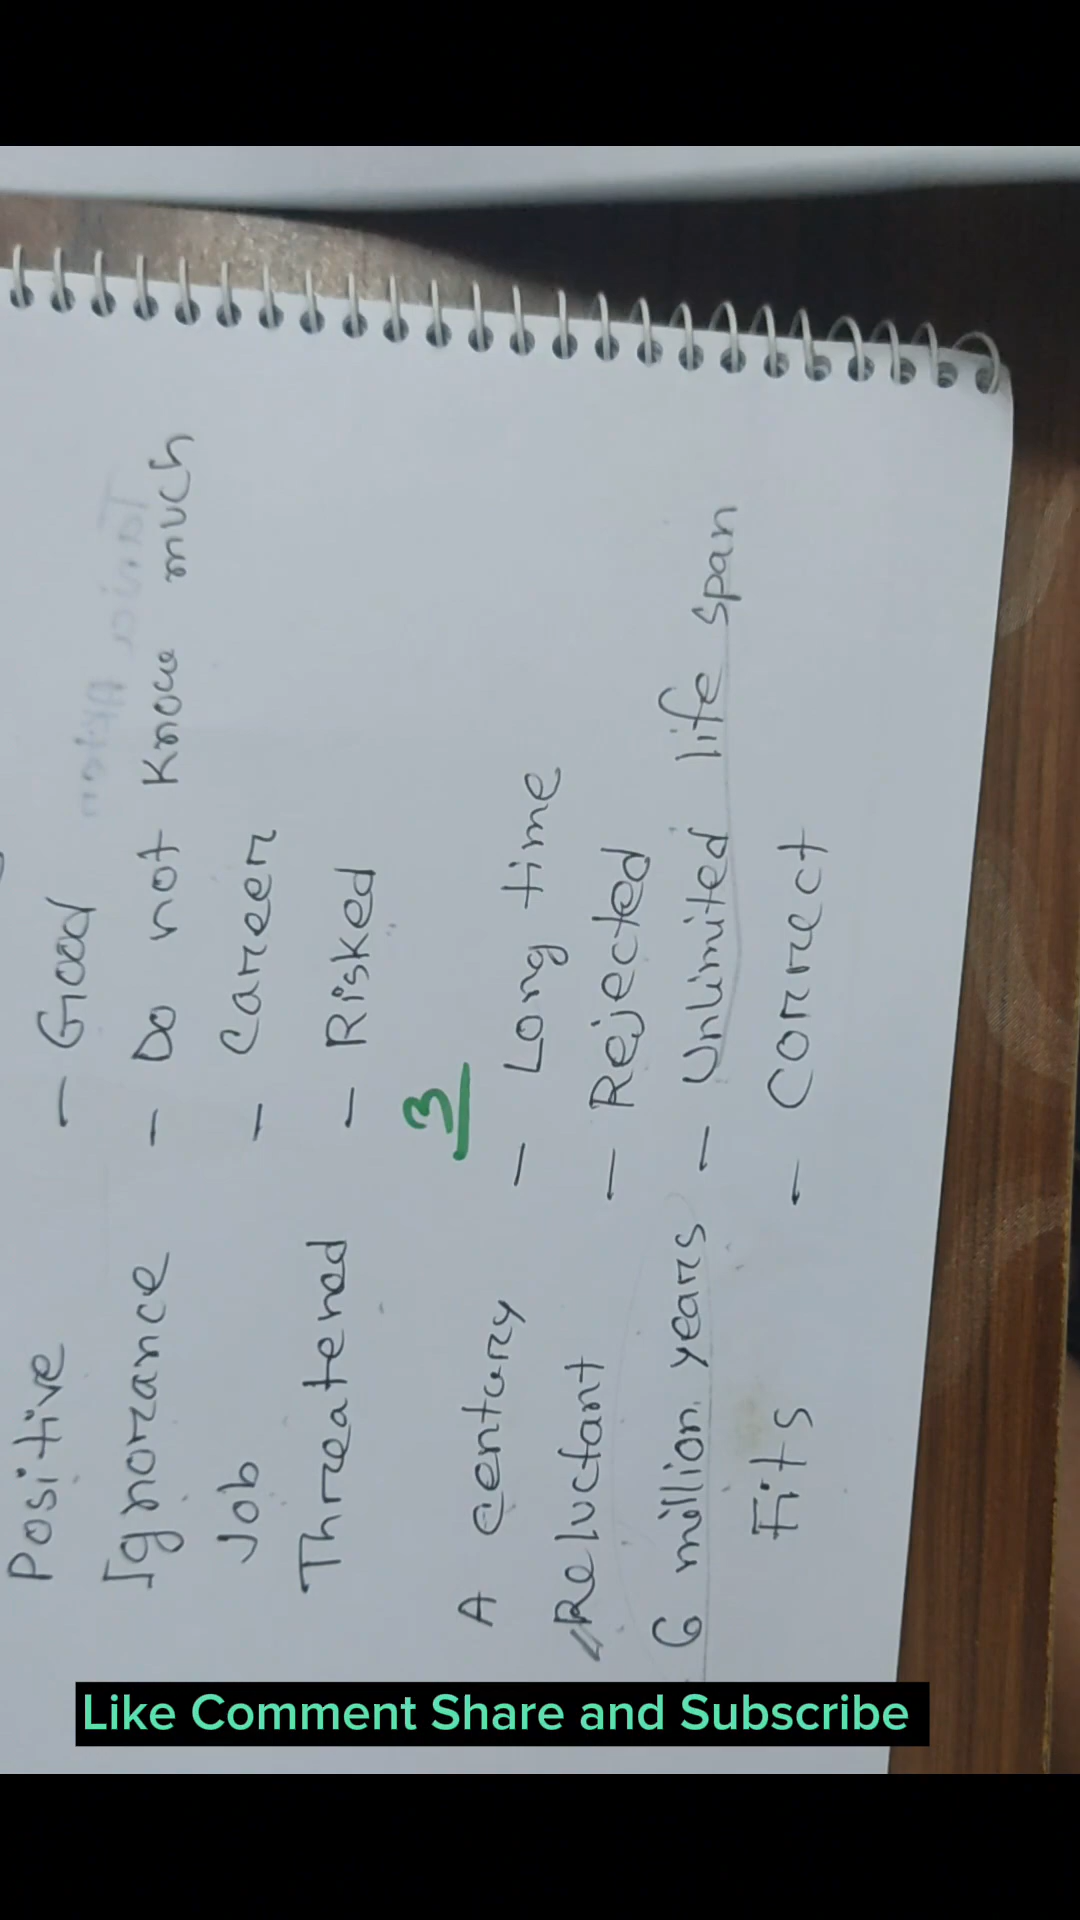 Positive - Good
Ignorance - Do not know much
Job - Career
Threatened - Risked
3
A century - Long time
Reluctant - Rejected
6 million years - Unlimited life span
Fits - Correct
Like Comment Share and Subscribe